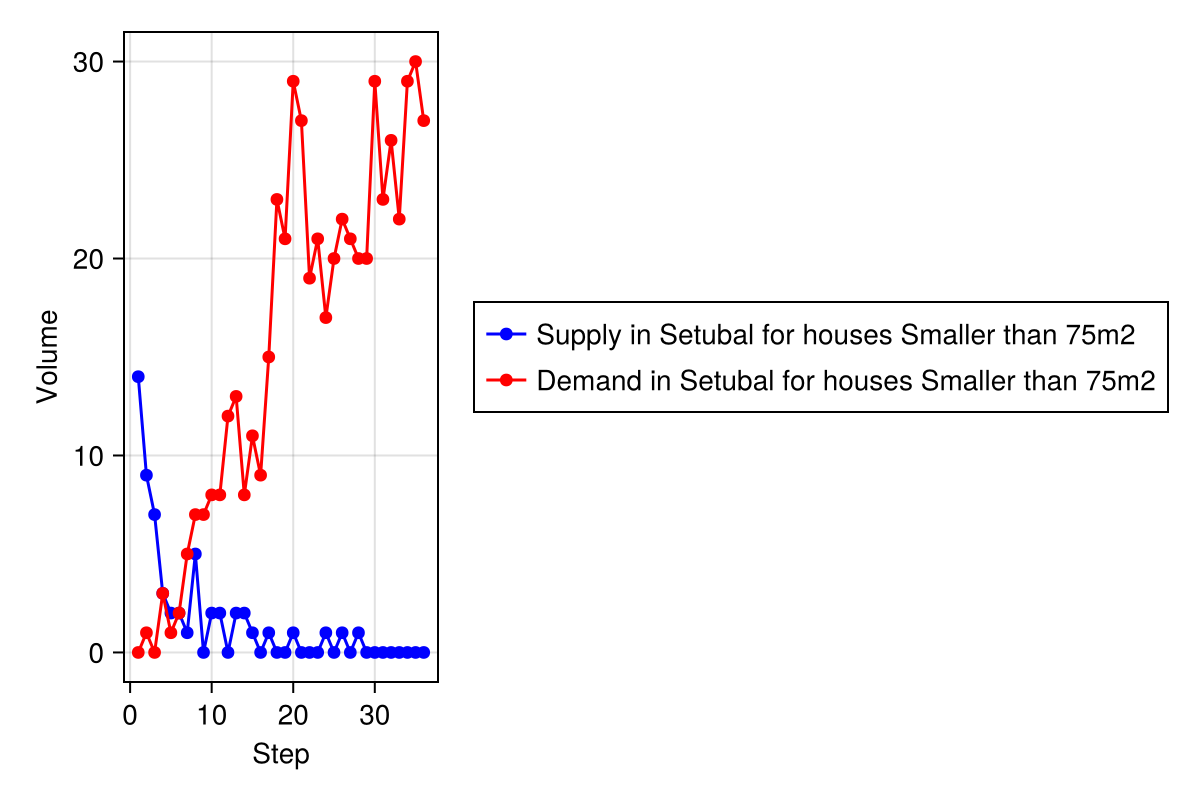 Volume
30
20
10
0
0 10 20 30
Step
Supply in Setubal for houses Smaller than 75m2
Demand in Setubal for houses Smaller than 75m2